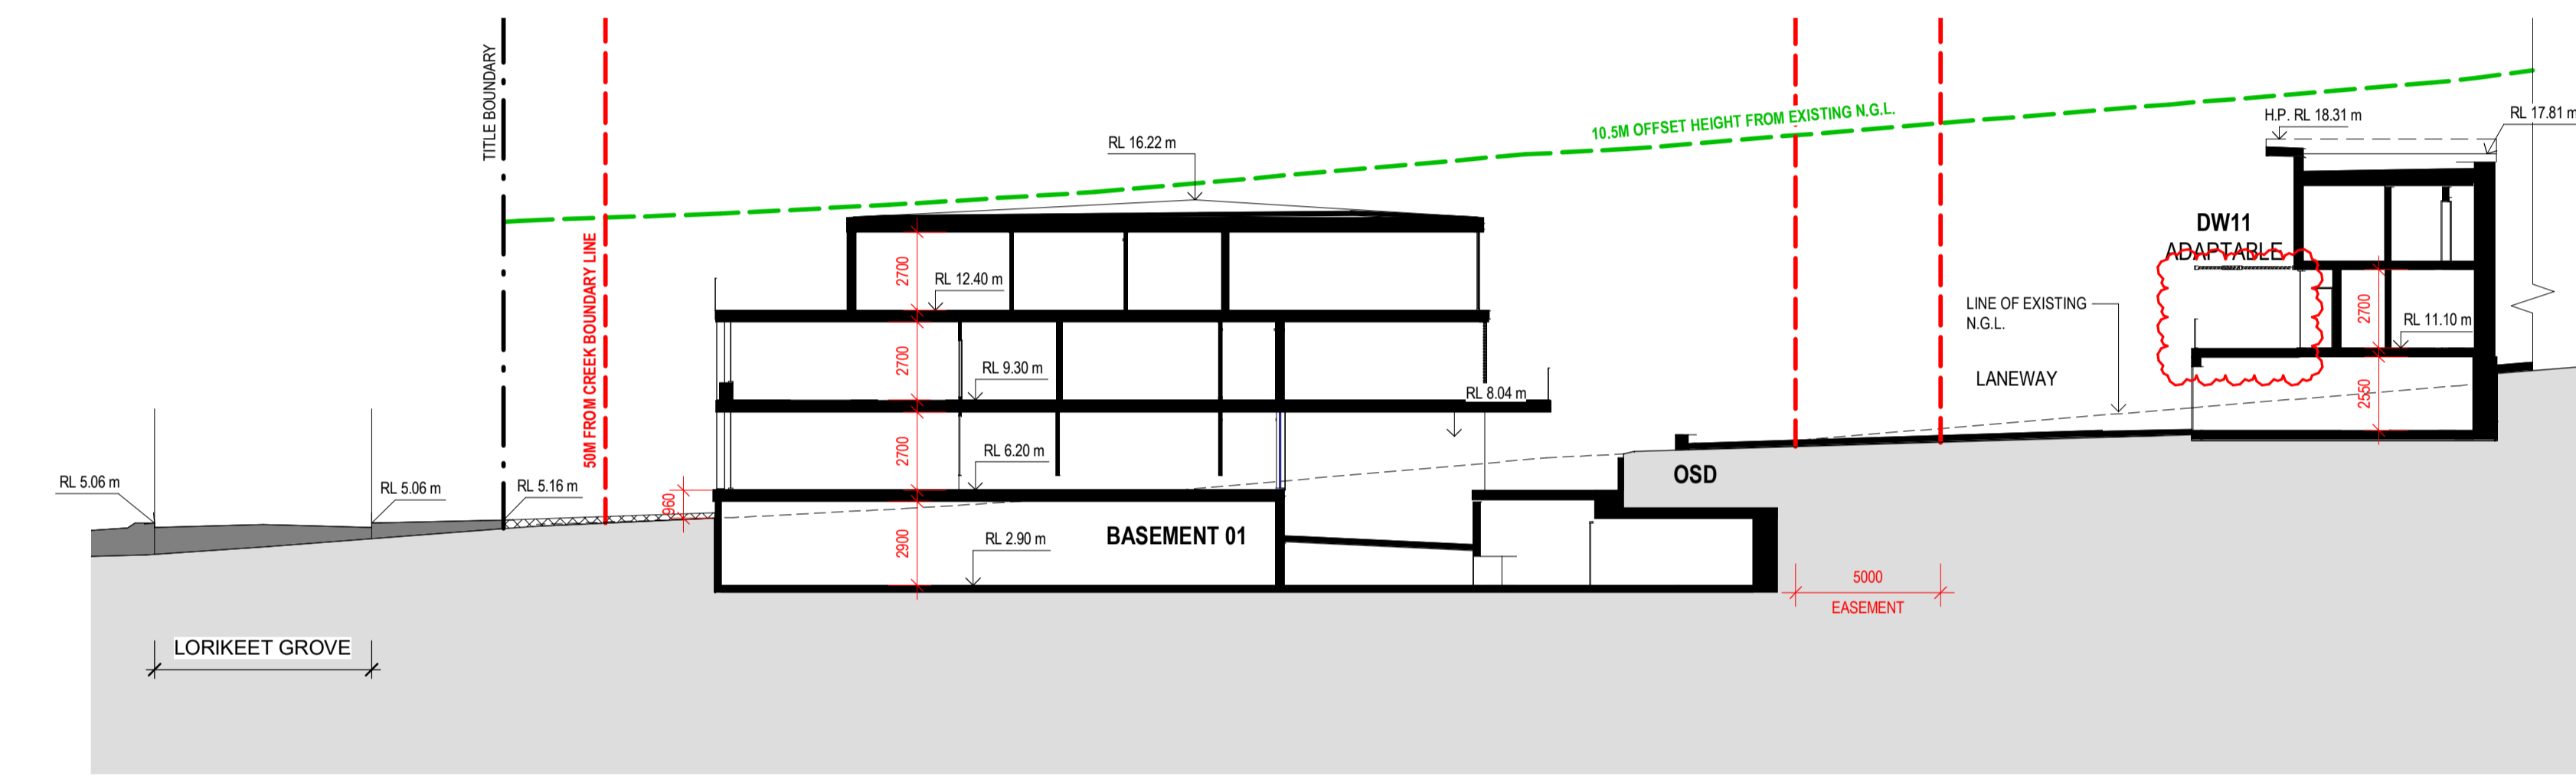 TITLE BOUNDARY
50M FROM CREEK BOUNDARY LINE
10.5M OFFSET HEIGHT FROM EXISTING N.G.L.
H.P. RL 18.31 m
RL 17.81 m
RL 16.22 m
DW11
ADAPTABLE
2700
RL 12.40 m
LINE OF EXISTING
N.G.L.
2700
RL 11.10 m
2700
RL 9.30 m
RL 8.04 m
LANEWAY
2550
2700
RL 6.20 m
OSD
RL 5.06 m
RL 5.06 m
RL 5.16 m
960
2900
BASEMENT 01
RL 2.90 m
5000
EASEMENT
LORIKEET GROVE